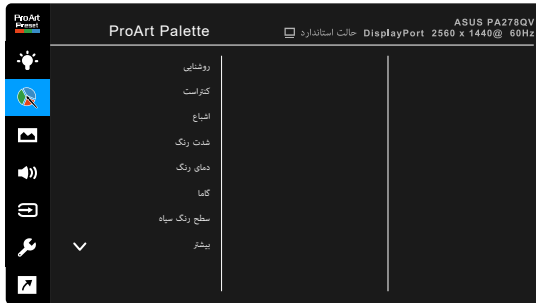 ProArt
Preset
ProArt Palette
ASUS PA278QV
حالت استاندارد DisplayPort 2560 x 1440@ 60Hz
روشنایی
کنتراست
اشباع
شدت رنگ
دمای رنگ
گاما
سطح رنگ سیاه
بیشتر